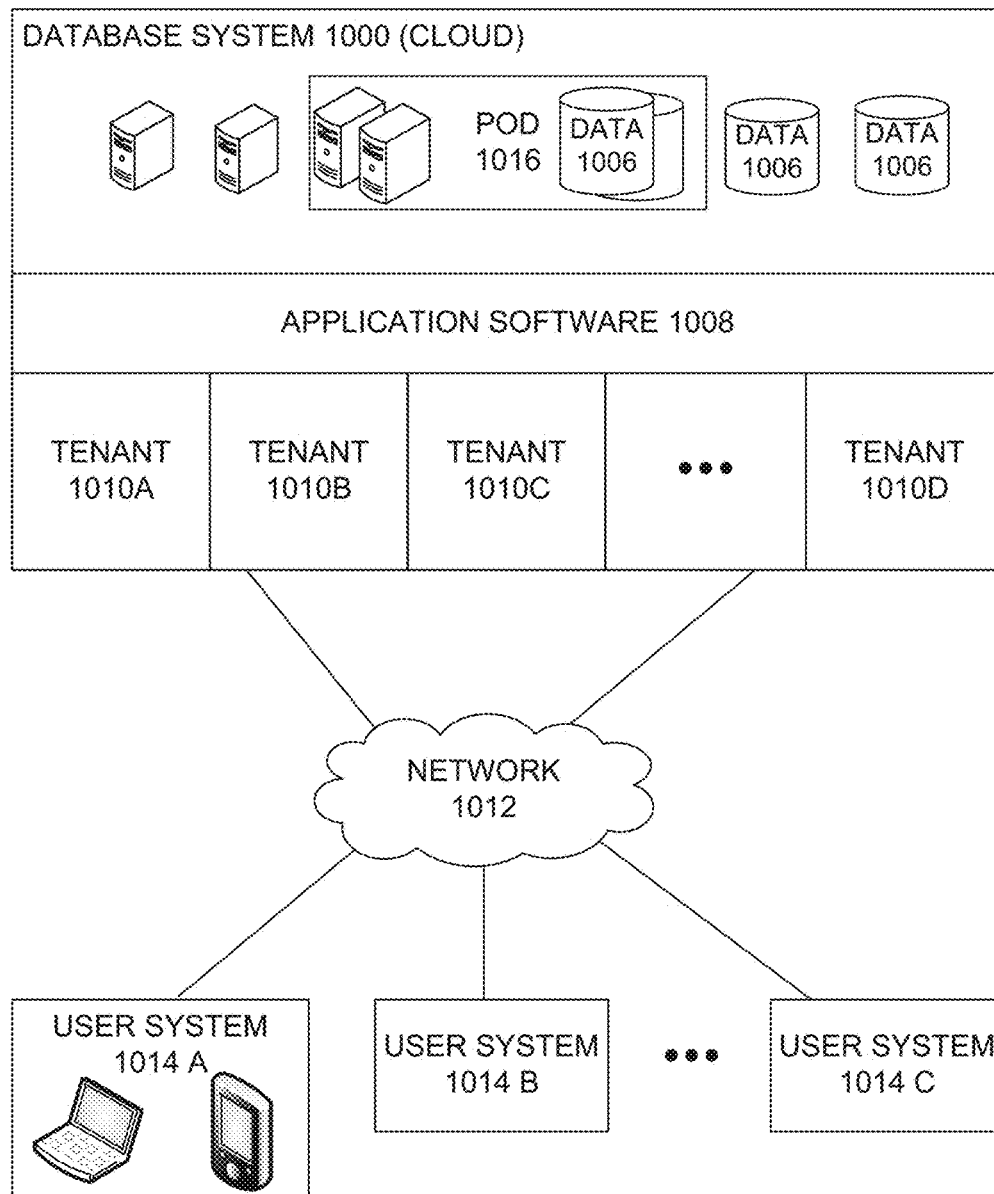 DATABASE SYSTEM 1000 (CLOUD)
POD
1016
DATA
1006
DATA
1006
DATA
1006
APPLICATION SOFTWARE 1008
TENANT
1010A
TENANT
1010B
TENANT
1010C
TENANT
1010D
NETWORK
1012
USER SYSTEM
1014 A
USER SYSTEM
1014 B
USER SYSTEM
1014 C